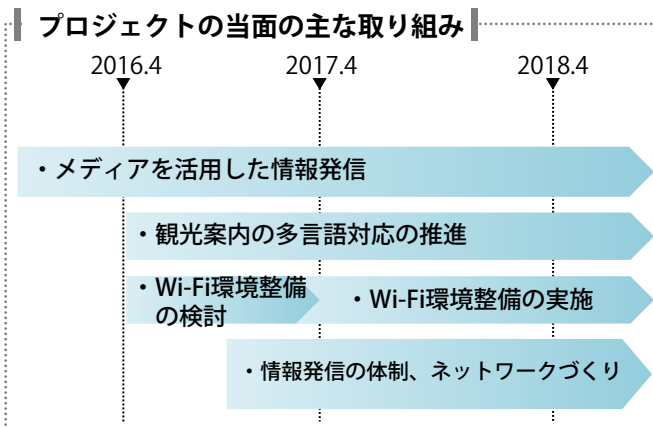 プロジェクトの当面の主な取り組み
2016.4 2017.4 2018.4
・メディアを活用した情報発信
・観光案内の多言語対応の推進
・Wi-Fi環境整備
の検討
・Wi-Fi環境整備の実施
・情報発信の体制、ネットワークづくり